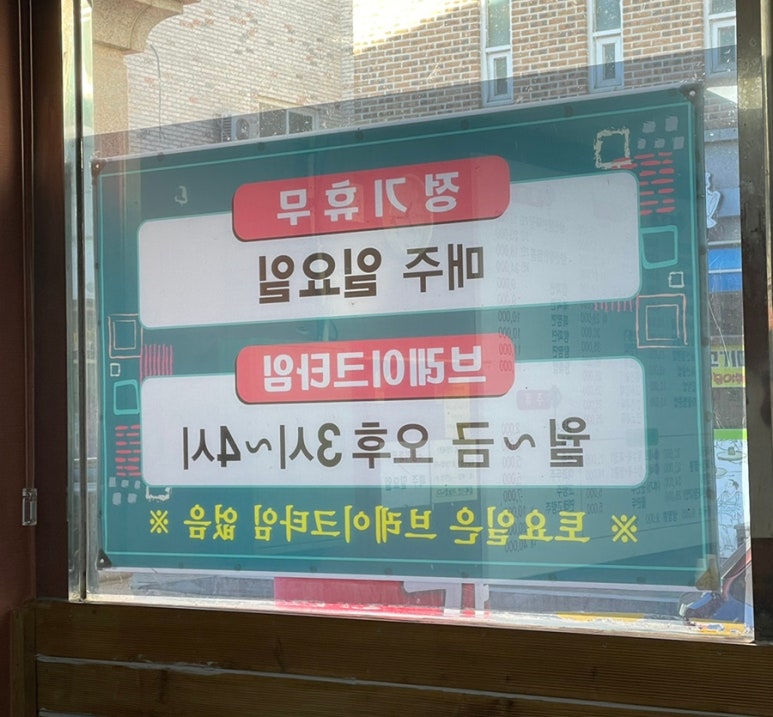 정기휴무
매주 일요일
브레이크타임
월~금 오후3시~4시
※ 토요일은 브레이크타임 없음 ※